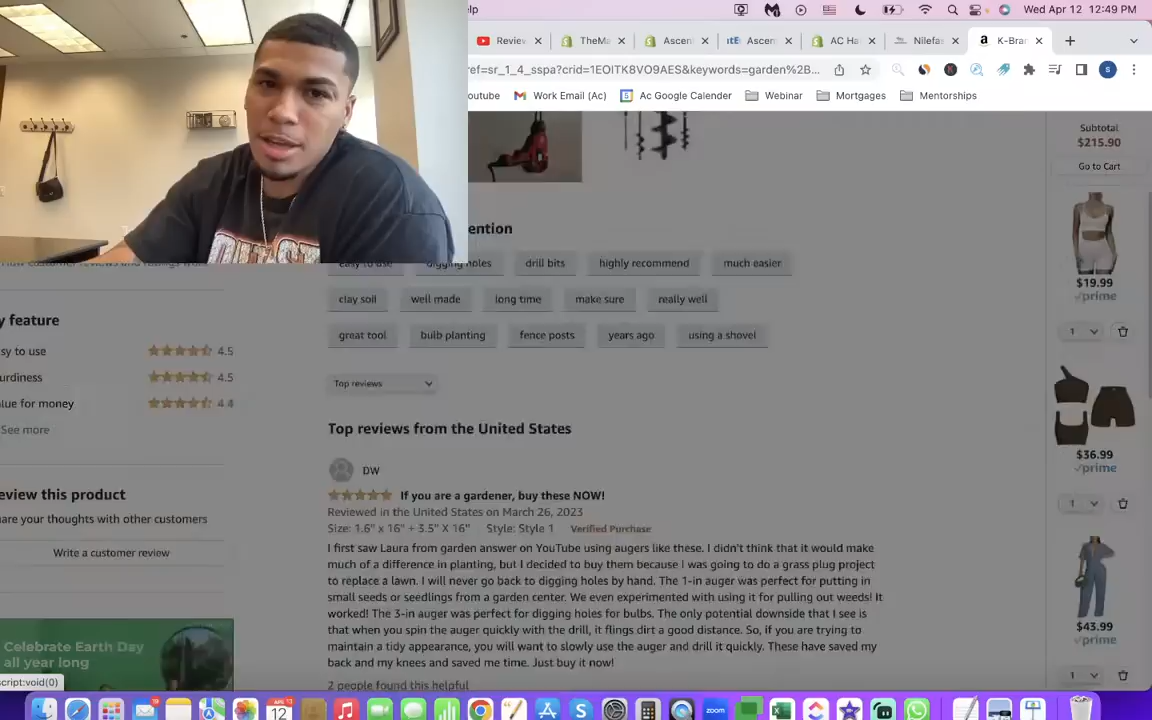 elp
Wed Apr 12 12:49 PM
Review
TheMa
Ascent
Ascen
AC Ha
Nilefas
K-Bran
ref=sr_1_4_sspa?crid=1EOITK8VO9AES&keywords=garden%2B...
outube
Work Email (Ac)
Ac Google Calender
Webinar
Mortgages
Mentorships
Subtotal
$215.90
Go to Cart
ention
easy to use
digging holes
drill bits
highly recommend
much easier
clay soil
well made
long time
make sure
really well
great tool
bulb planting
fence posts
years ago
using a shovel
y feature
sy to use 4.5
urdiness 4.5
alue for money 4.4
See more
eview this product
are your thoughts with other customers
Write a customer review
Celebrate Earth Day
all year long
script:void(0)
Top reviews
Top reviews from the United States
DW
If you are a gardener, buy these NOW!
Reviewed in the United States on March 26, 2023
Size: 1.6" x 16" + 3.5" X 16" Style: Style 1 Verified Purchase
I first saw Laura from garden answer on YouTube using augers like these. I didn't think that it would make
much of a difference in planting, but I decided to buy them because I was going to do a grass plug project
to replace a lawn. I will never go back to digging holes by hand. The 1-in auger was perfect for putting in
small seeds or seedlings from a garden center. We even experimented with using it for pulling out weeds! It
worked! The 3-in auger was perfect for digging holes for bulbs. The only potential downside that I see is
that when you spin the auger quickly with the drill, it flings dirt a good distance. So, if you are trying to
maintain a tidy appearance, you will want to slowly use the auger and drill it quickly. These have saved my
back and my knees and saved me time. Just buy it now!
2 people found this helpful
$19.99
prime
1
$36.99
prime
1
$43.99
prime
1
APR
12
zoom